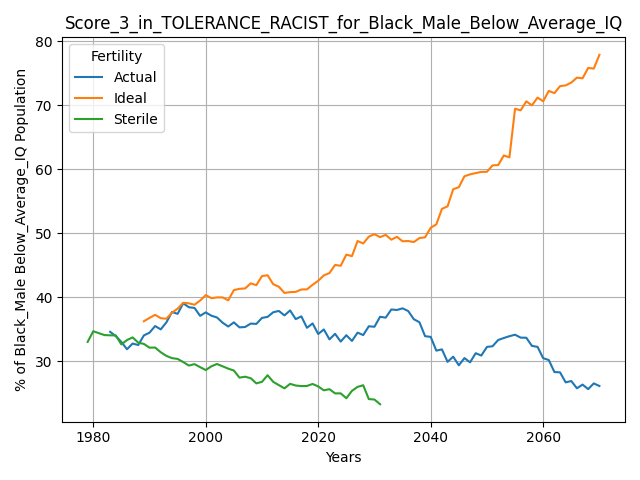 Score_3_in_TOLERANCE_RACIST_for_Black_Male_Below_Average_IQ
% of Black_Male Below_Average_IQ Population
80
70
60
50
40
30
Fertility
Actual
Ideal
Sterile
1980
2000
2020
2040
2060
Years